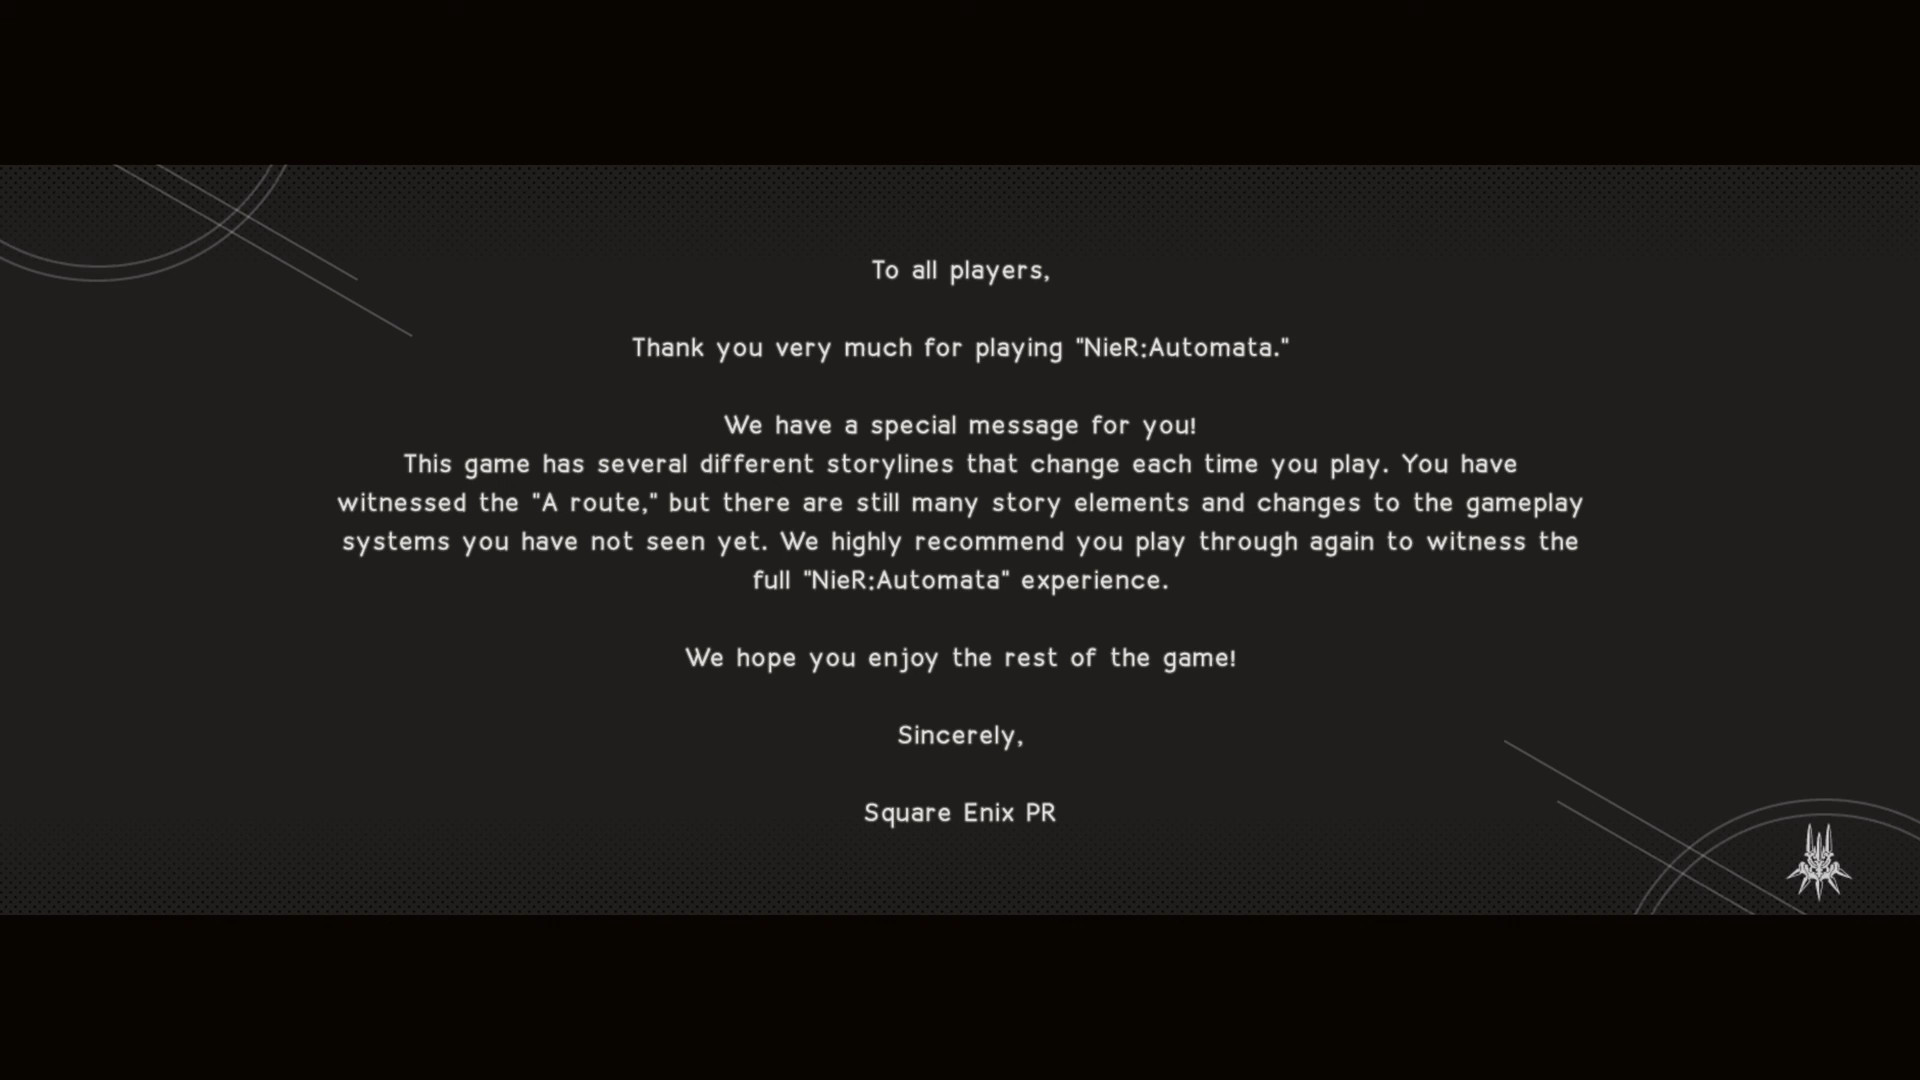 To all players,
Thank you very much for playing "NieR:Automata."
We have a special message for you!
This game has several different storylines that change each time you play. You have
witnessed the "A route," but there are still many story elements and changes to the gameplay
systems you have not seen yet. We highly recommend you play through again to witness the
full "NieR:Automata" experience.
We hope you enjoy the rest of the game!
Sincerely,
Square Enix PR